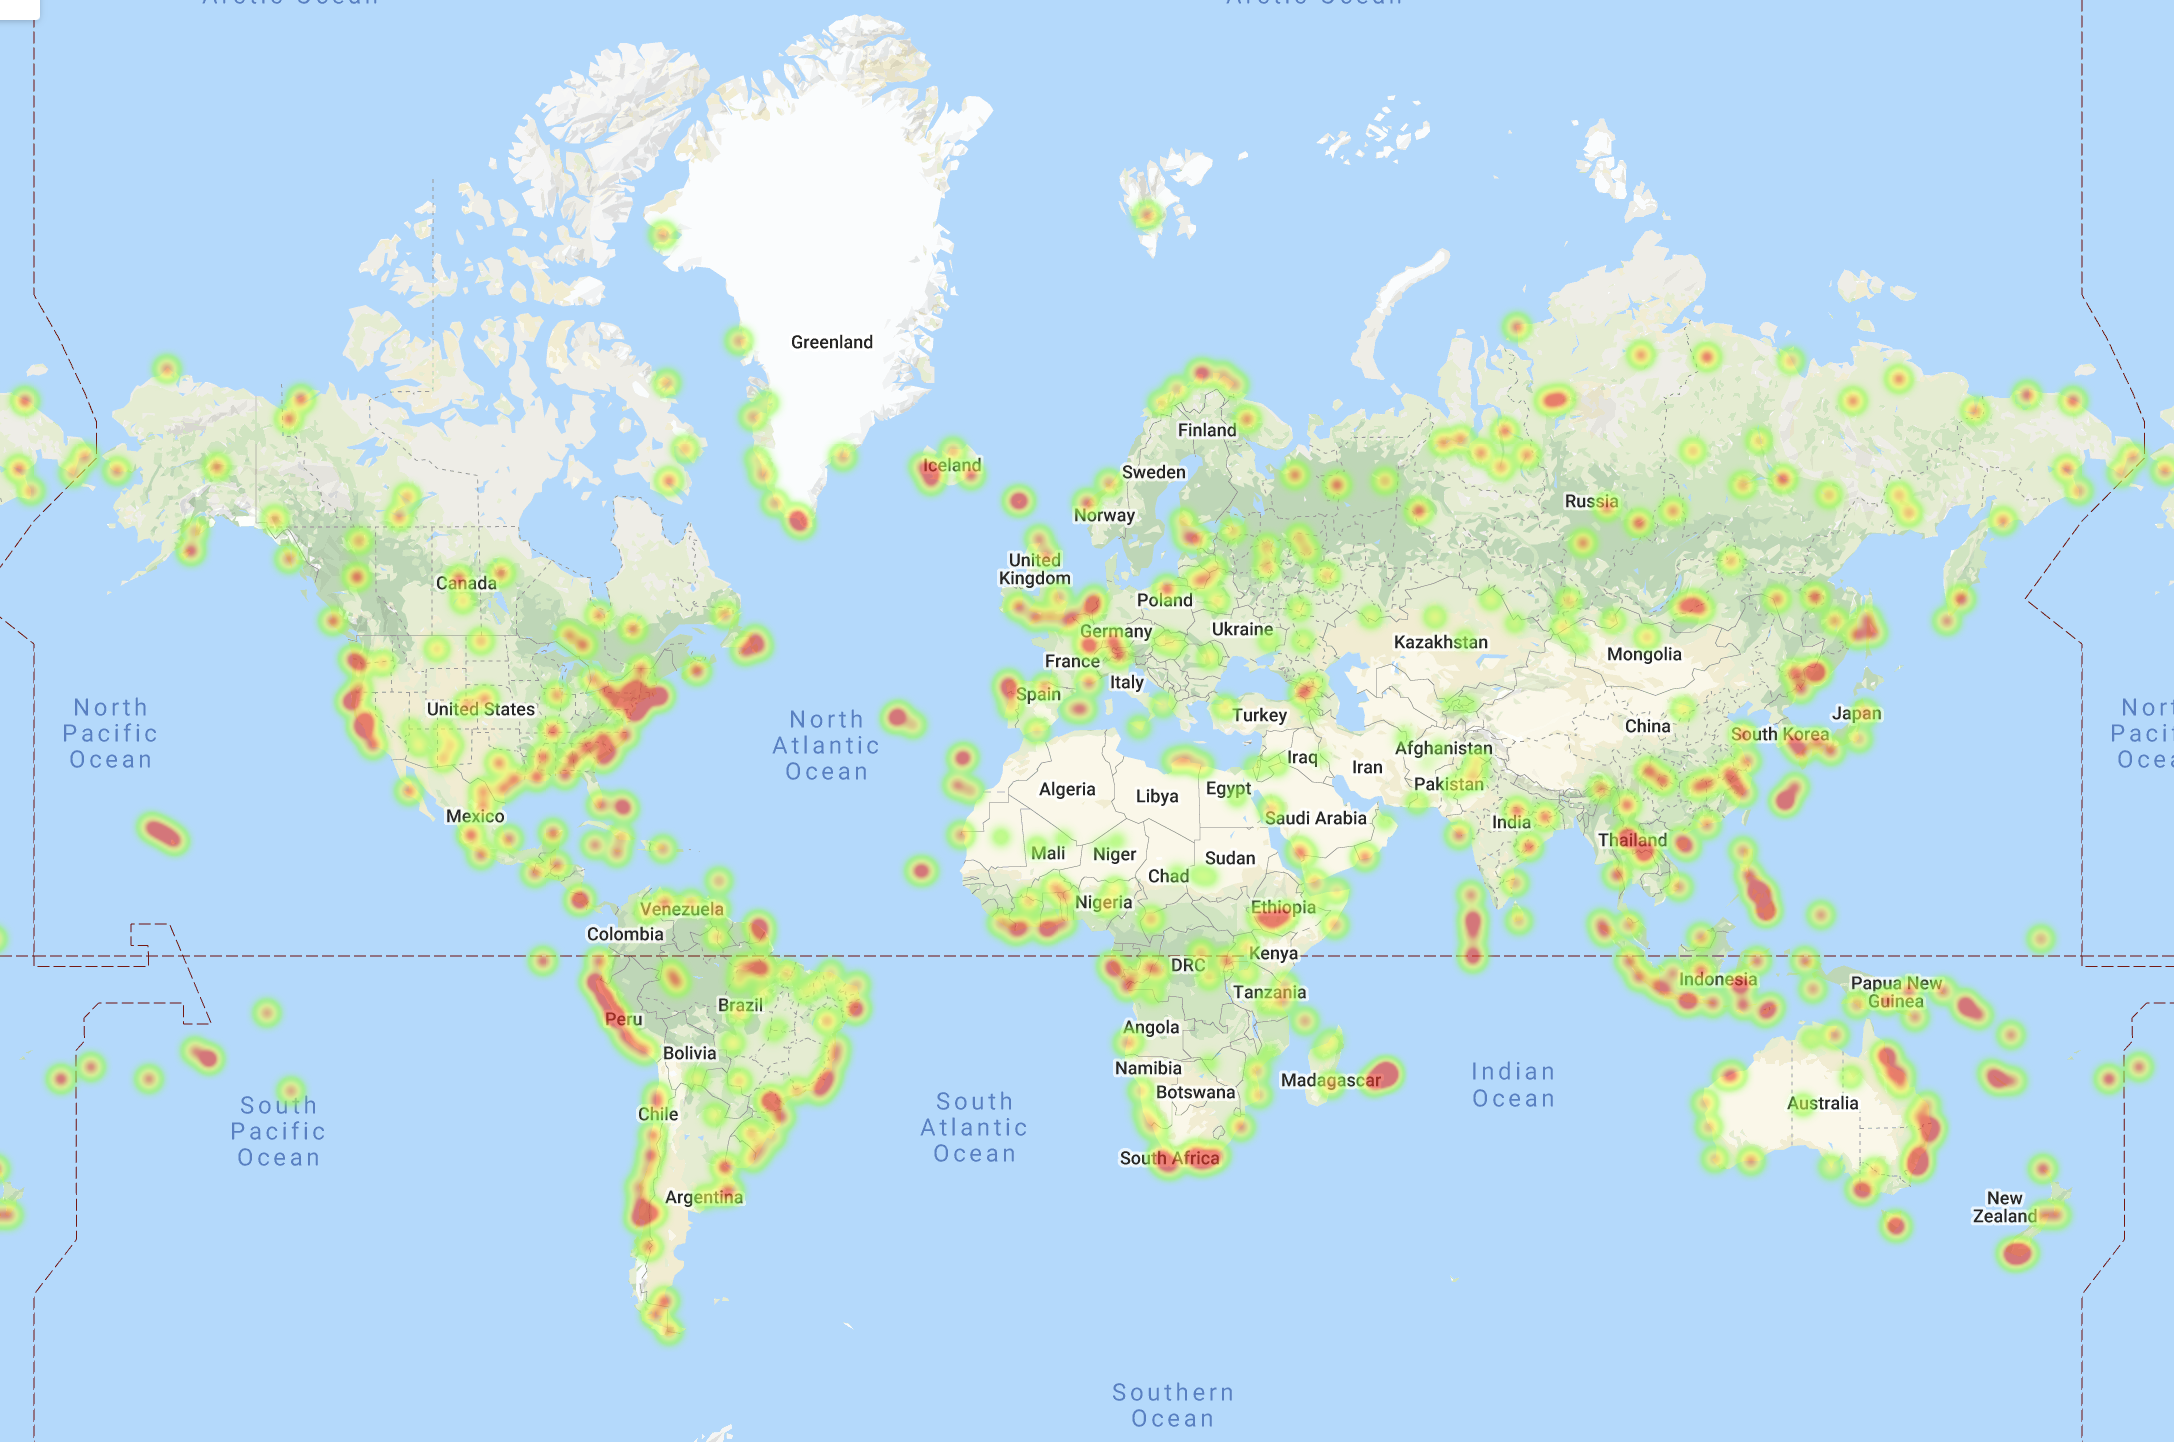 Arctic Ocean
Arctic Ocean
Greenland
Iceland
Finland
Sweden
Norway
Russia
United
Kingdom
Canada
Poland
Germany
Ukraine
Kazakhstan
Mongolia
France
Italy
Spain
North
Pacific
Ocean
United States
North
Atlantic
Ocean
Turkey
China
Japan
South Korea
Nort
Pacif
Ocea
Afghanistan
Iraq
Iran
Algeria
Libya
Egypt
Pakistan
Mexico
Saudi Arabia
India
Thailand
Mali
Niger
Sudan
Chad
Nigeria
Ethiopia
Venezuela
Colombia
Kenya
DRC
Indonesia
Papua New
Guinea
Tanzania
Brazil
Peru
Angola
Bolivia
Namibia
Madagascar
Botswana
Indian
Ocean
Australia
Chile
South
Pacific
Ocean
South
Atlantic
Ocean
South Africa
Argentina
New
Zealand
Southern
Ocean